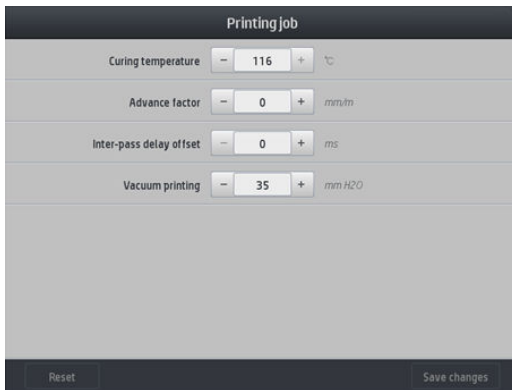 Printing job
Curing temperature − 116 + °C
Advance factor − 0 + mm/m
Inter-pass delay offset − 0 + ms
Vacuum printing − 35 + mm H2O
Reset Save changes